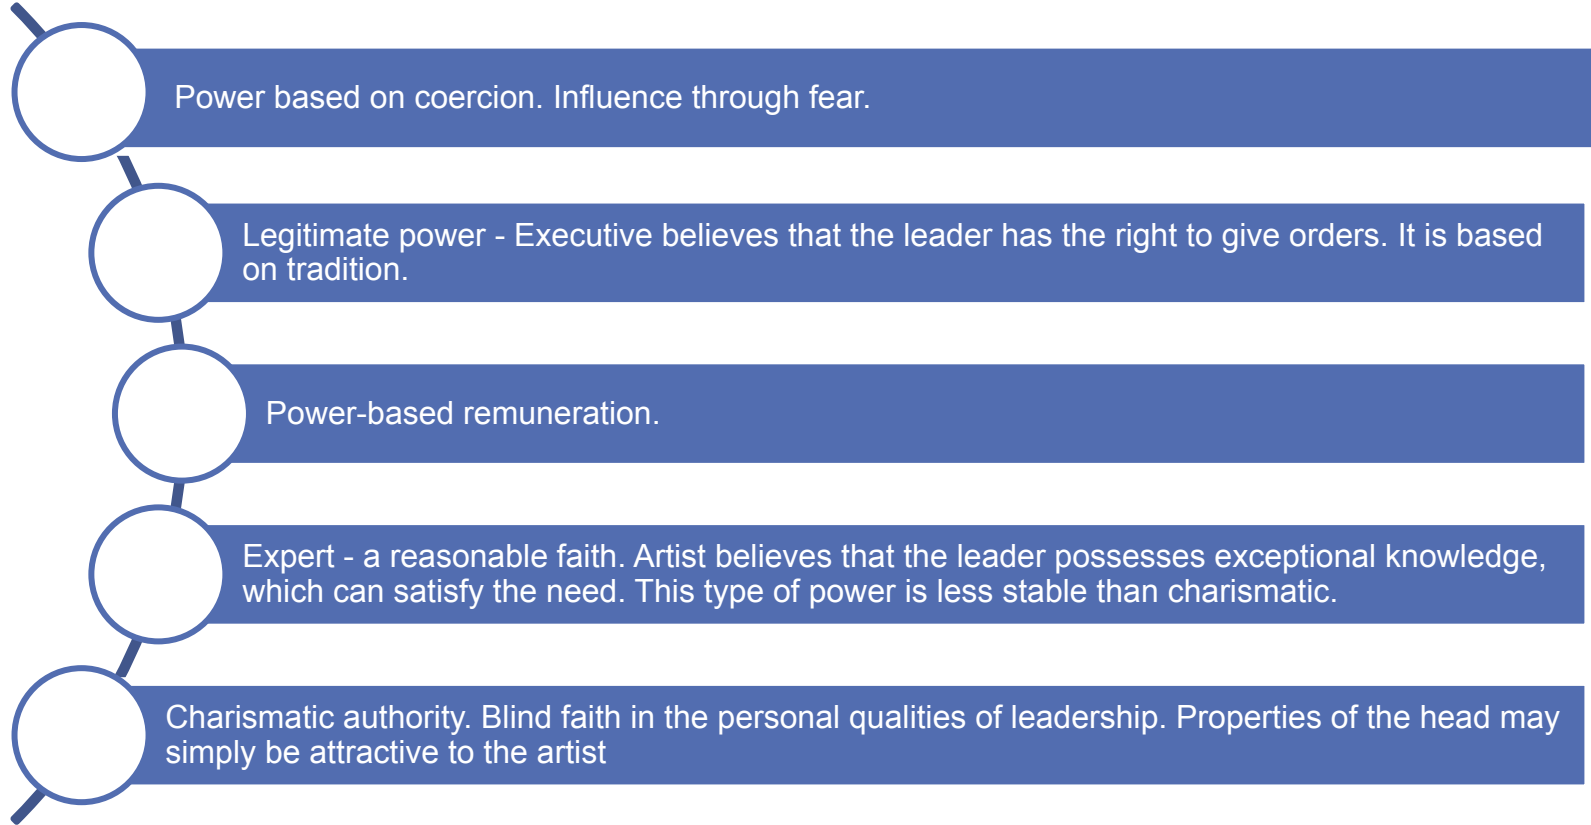 Power based on coercion. Influence through fear.
Legitimate power - Executive believes that the leader has the right to give orders. It is based
on tradition.
Power-based remuneration.
Expert - a reasonable faith. Artist believes that the leader possesses exceptional knowledge,
which can satisfy the need. This type of power is less stable than charismatic.
Charismatic authority. Blind faith in the personal qualities of leadership. Properties of the head may
simply be attractive to the artist